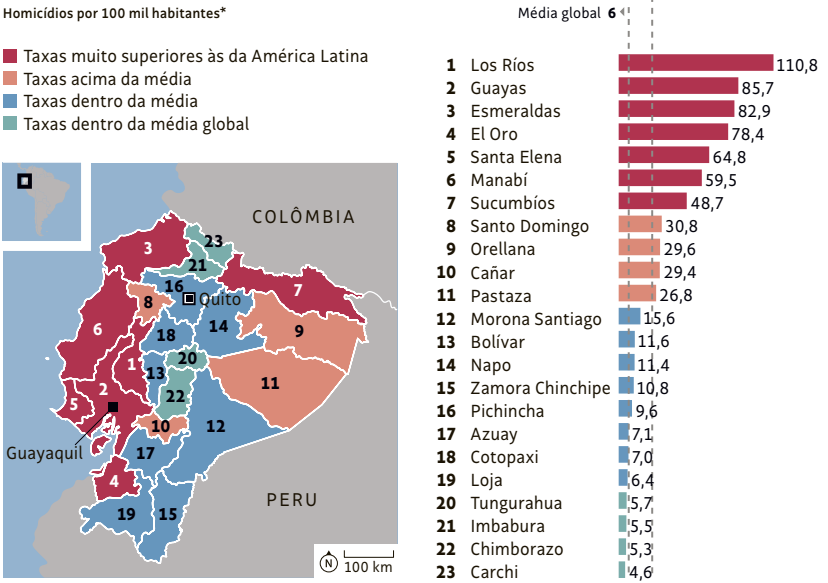 Homicídios por 100 mil habitantes*
Taxas muito superiores às da América Latina
Taxas acima da média
Taxas dentro da média
Taxas dentro da média global
COLÔMBIA
3
23
21
16
Quito
7
8
14
9
6
18
1
20
13
11
2
22
5
10
12
Guayaquil
17
4
PERU
19
15
N
100 km
Média global 6
1 Los Ríos 110,8
2 Guayas 85,7
3 Esmeraldas 82,9
4 El Oro 78,4
5 Santa Elena 64,8
6 Manabí 59,5
7 Sucumbíos 48,7
8 Santo Domingo 30,8
9 Orellana 29,6
10 Cañar 29,4
11 Pastaza 26,8
12 Morona Santiago 15,6
13 Bolívar 11,6
14 Napo 11,4
15 Zamora Chinchipe 10,8
16 Pichincha 9,6
17 Azuay 7,1
18 Cotopaxi 7,0
19 Loja 6,4
20 Tungurahua 5,7
21 Imbabura 5,5
22 Chimborazo 5,3
23 Carchi 4,6